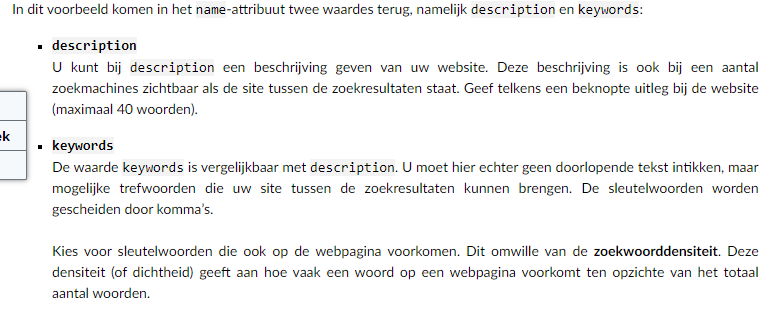 In dit voorbeeld komen in het name-attribuut twee waardes terug, namelijk description en keywords:
description
U kunt bij description een beschrijving geven van uw website. Deze beschrijving is ook bij een aantal
zoekmachines zichtbaar als de site tussen de zoekresultaten staat. Geef telkens een beknopte uitleg bij de website
(maximaal 40 woorden).
ek
keywords
De waarde keywords is vergelijkbaar met description. U moet hier echter geen doorlopende tekst intikken, maar
mogelijke trefwoorden die uw site tussen de zoekresultaten kunnen brengen. De sleutelwoorden worden
gescheiden door komma's.
Kies voor sleutelwoorden die ook op de webpagina voorkomen. Dit omwille van de zoekwoorddensiteit. Deze
densiteit (of dichtheid) geeft aan hoe vaak een woord op een webpagina voorkomt ten opzichte van het totaal
aantal woorden.